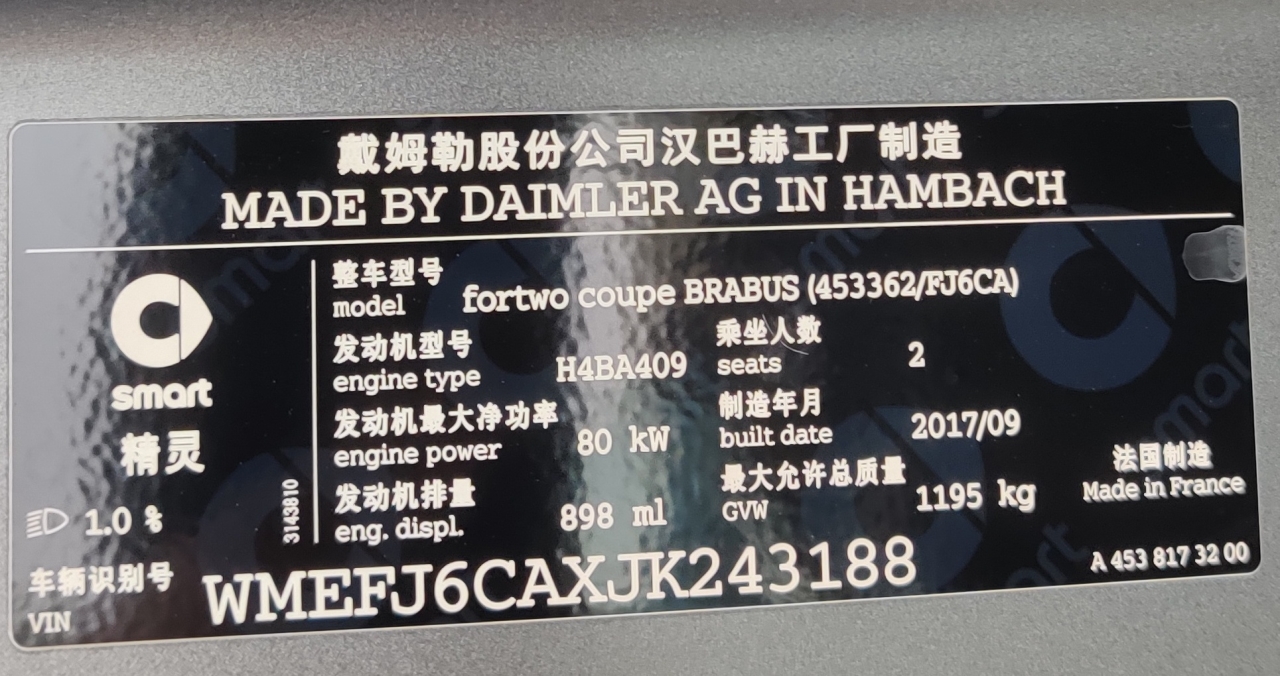 戴姆勒股份公司汉巴赫工厂制造
MADE BY DAIMLER AG IN HAMBACH
smart
精灵
1.0 %
3143810
整车型号
model fortwo coupe BRABUS (453362/FJ6CA)
发动机型号
engine type H4BA409
乘坐人数
seats 2
发动机最大净功率
engine power 80 kW
制造年月
built date 2017/09
发动机排量
eng. displ. 898 ml
最大允许总质量
GVW 1195 kg
法国制造
Made in France
车辆识别号
VIN WMEFJ6CAXJK243188
A 453 817 32 00